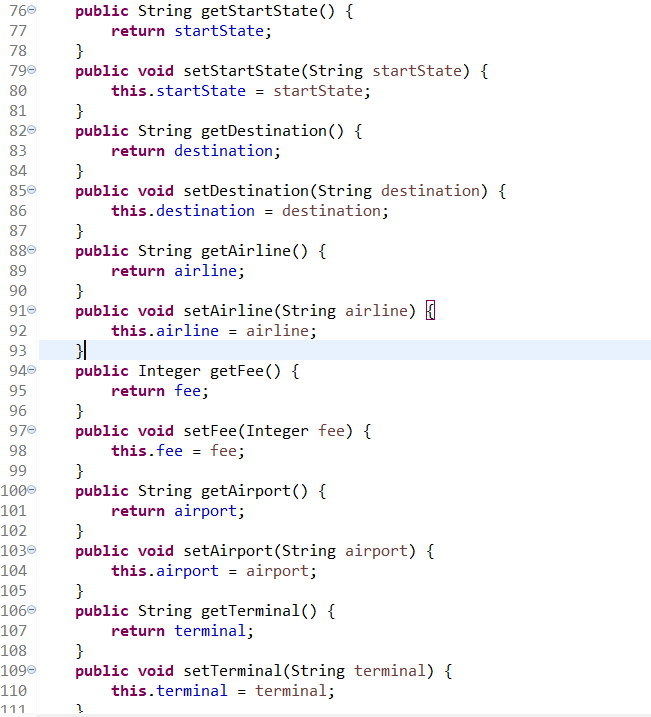 76 public String getStartState() {
77 return startState;
78 }
79 public void setStartState(String startState) {
80 this.startState = startState;
81 }
82 public String getDestination() {
83 return destination;
84 }
85 public void setDestination(String destination) {
86 this.destination = destination;
87 }
88 public String getAirline() {
89 return airline;
90 }
91 public void setAirline(String airline) {
92 this.airline = airline;
93 }
94 public Integer getFee() {
95 return fee;
96 }
97 public void setFee(Integer fee) {
98 this.fee = fee;
99 }
100 public String getAirport() {
101 return airport;
102 }
103 public void setAirport(String airport) {
104 this.airport = airport;
105 }
106 public String getTerminal() {
107 return terminal;
108 }
109 public void setTerminal(String terminal) {
110 this.terminal = terminal;
111 }